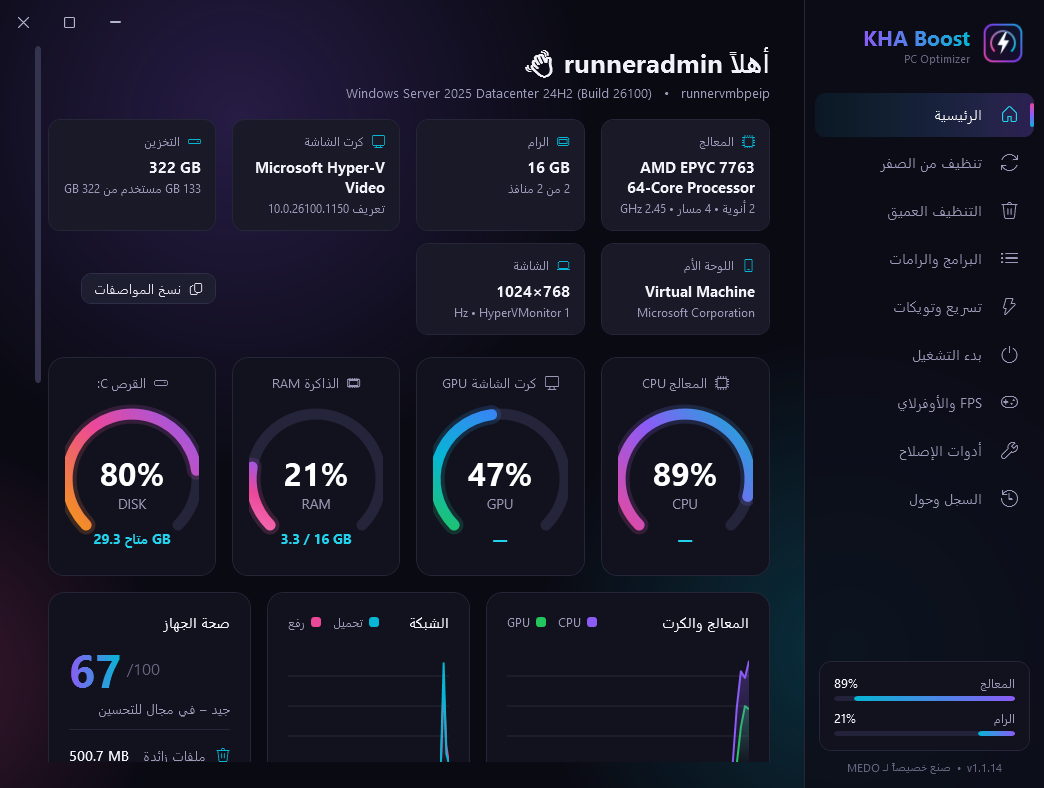 KHA Boost
PC Optimizer
الرئيسية
تنظيف من الصفر
التنظيف العميق
البرامج والرامات
تسريع وتويكات
بدء التشغيل
FPS والأوفرلاي
أدوات الإصلاح
السجل وحول
المعالج 89%
الرام 21%
v1.1.14 • صنع خصيصاً لـ MEDO
أهلاً runneradmin
runnervmbpeip • Windows Server 2025 Datacenter 24H2 (Build 26100)
المعالج
AMD EPYC 7763
64-Core Processor
2 أنوية • 4 مسار • 2.45 GHz
الرام
16 GB
2 من 2 منافذ
كرت الشاشة
Microsoft Hyper-V
Video
تعريف 10.0.26100.1150
التخزين
322 GB
133 GB مستخدم من 322 GB
اللوحة الأم
Virtual Machine
Microsoft Corporation
الشاشة
1024×768
1 Hz • HyperVMonitor
نسخ المواصفات
المعالج CPU
89%
CPU
—
كرت الشاشة GPU
47%
GPU
—
الذاكرة RAM
21%
RAM
3.3 / 16 GB
القرص C:
80%
DISK
29.3 GB متاح
المعالج والكرت
CPU
GPU
الشبكة
تحميل
رفع
صحة الجهاز
67 /100
جيد – في مجال للتحسين
ملفات زائدة 500.7 MB